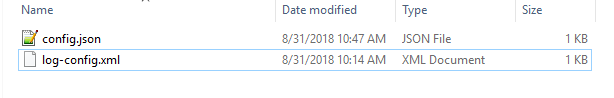 Name Date modified Type Size
config.json 8/31/2018 10:47 AM JSON File 1 KB
log-config.xml 8/31/2018 10:14 AM XML Document 1 KB